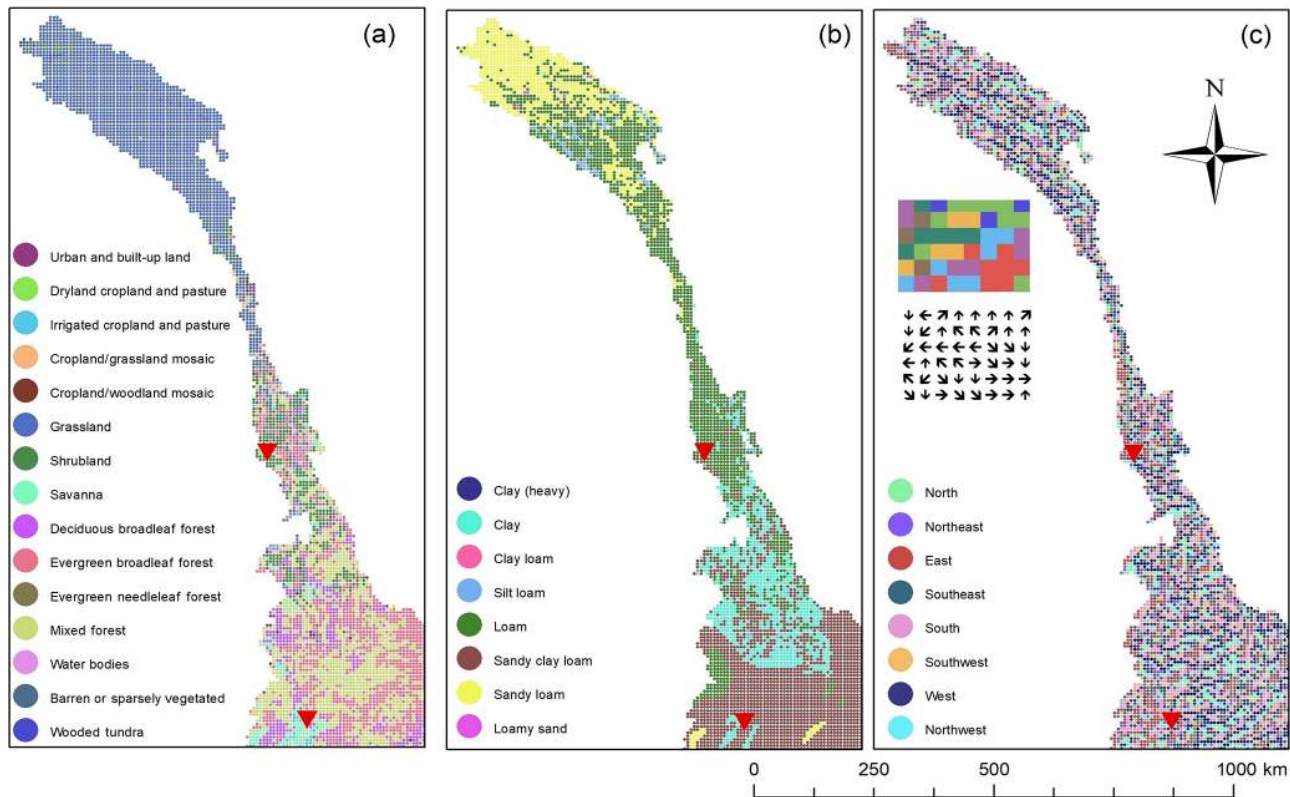 (a)
Urban and built-up land
Dryland cropland and pasture
Irrigated cropland and pasture
Cropland/grassland mosaic
Cropland/woodland mosaic
Grassland
Shrubland
Savanna
Deciduous broadleaf forest
Evergreen broadleaf forest
Evergreen needleleaf forest
Mixed forest
Water bodies
Barren or sparsely vegetated
Wooded tundra
(b)
Clay (heavy)
Clay
Clay loam
Silt loam
Loam
Sandy clay loam
Sandy loam
Loamy sand
(c)
N
North
Northeast
East
Southeast
South
Southwest
West
Northwest
0 250 500 1000 km